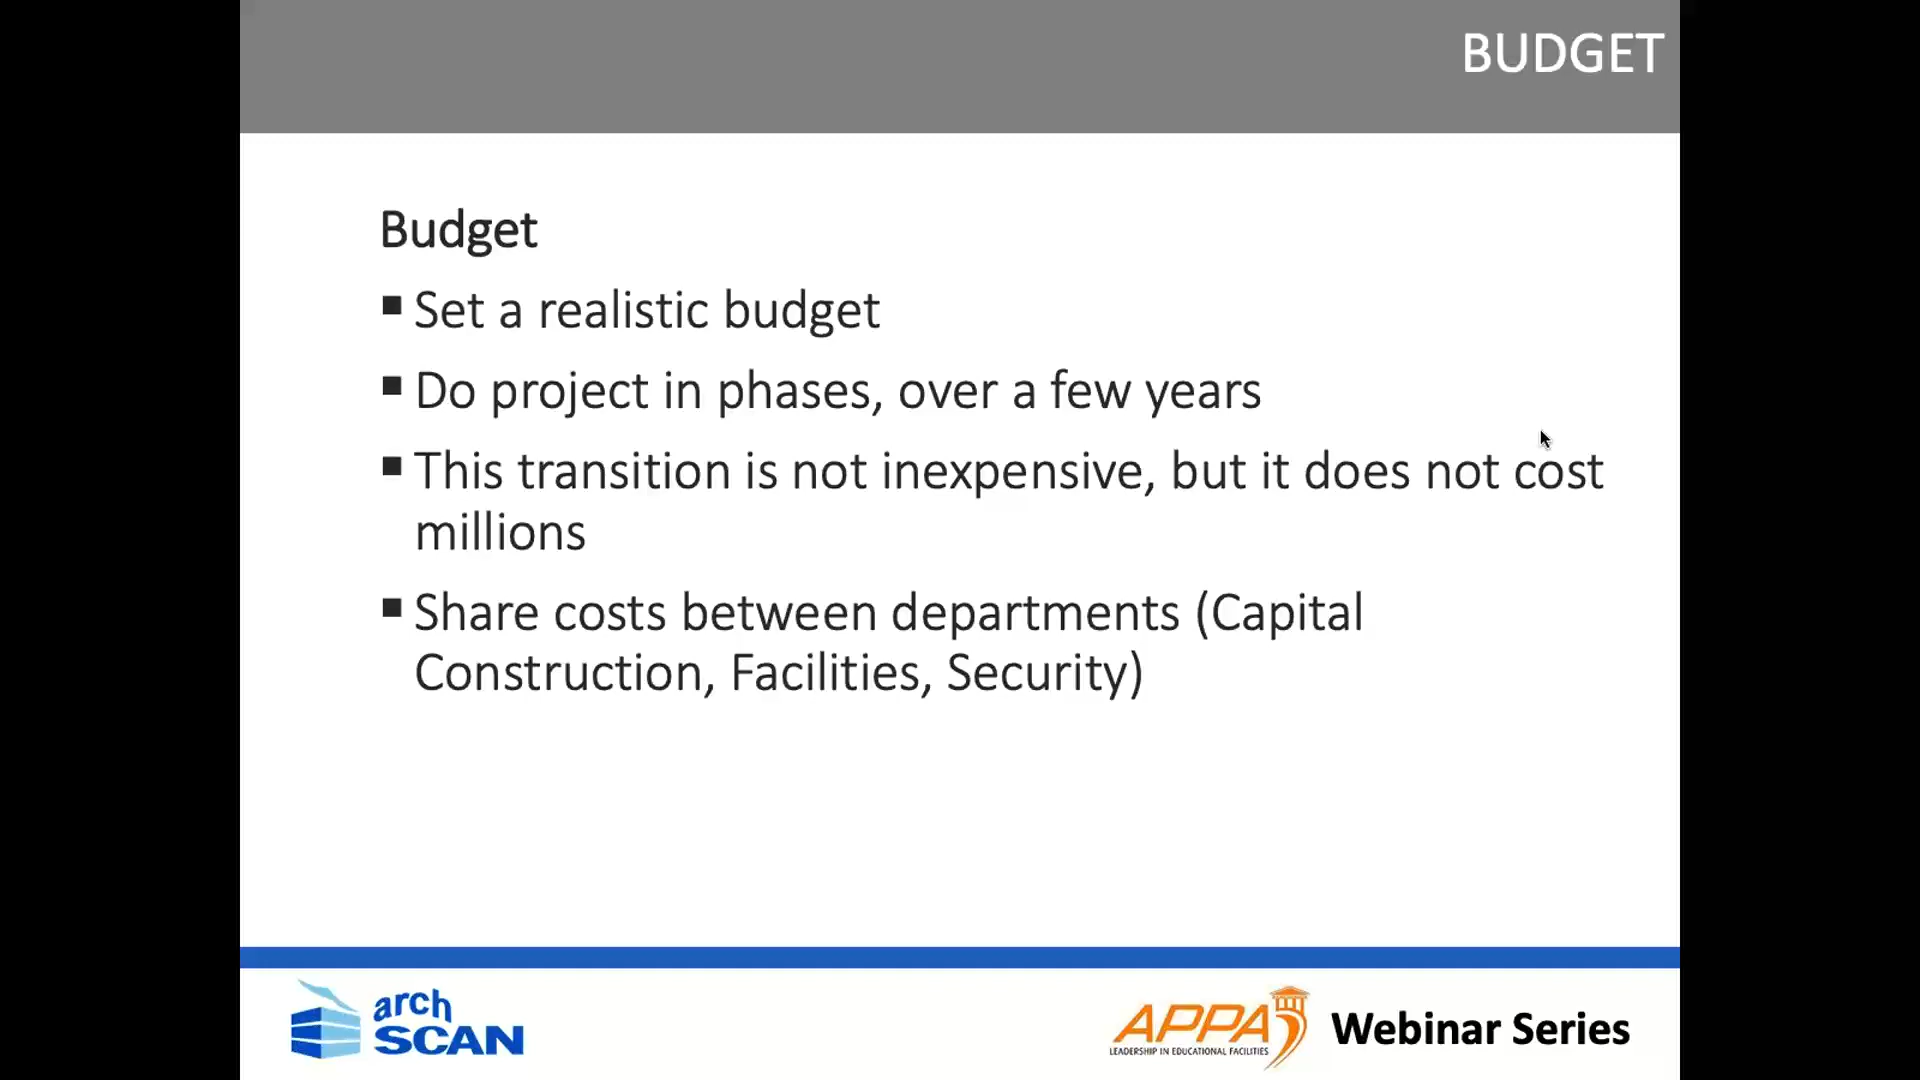 BUDGET
Budget
▪ Set a realistic budget
▪ Do project in phases, over a few years
▪ This transition is not inexpensive, but it does not cost
millions
▪ Share costs between departments (Capital
Construction, Facilities, Security)
arch
SCAN
APPA
LEADERSHIP IN EDUCATIONAL FACILITIES
Webinar Series